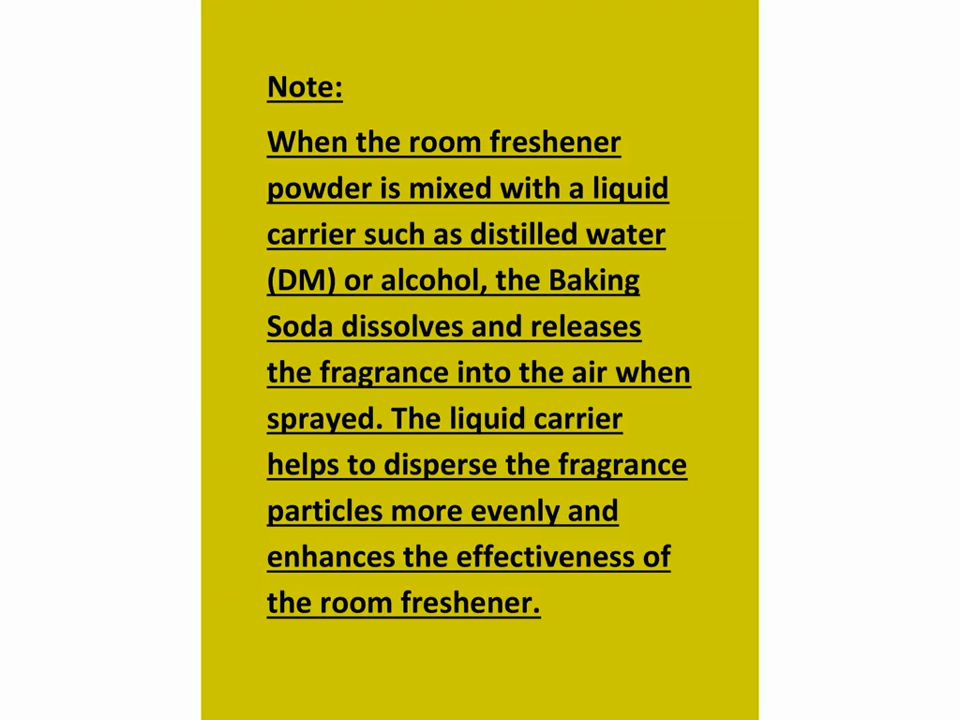 Note:
When the room freshener
powder is mixed with a liquid
carrier such as distilled water
(DM) or alcohol, the Baking
Soda dissolves and releases
the fragrance into the air when
sprayed. The liquid carrier
helps to disperse the fragrance
particles more evenly and
enhances the effectiveness of
the room freshener.